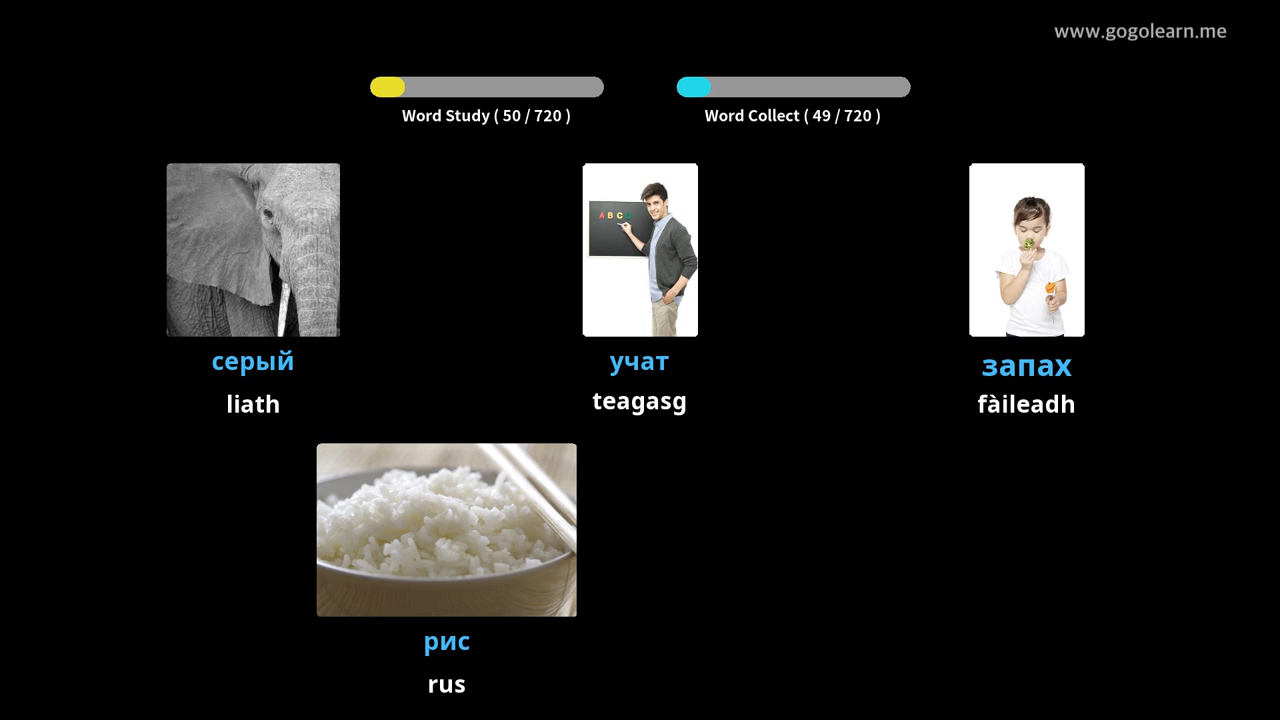 www.gogolearn.me
Word Study ( 50 / 720 )
Word Collect ( 49 / 720 )
A B C D
серый
liath
учат
teagasg
запах
fàileadh
рис
rus